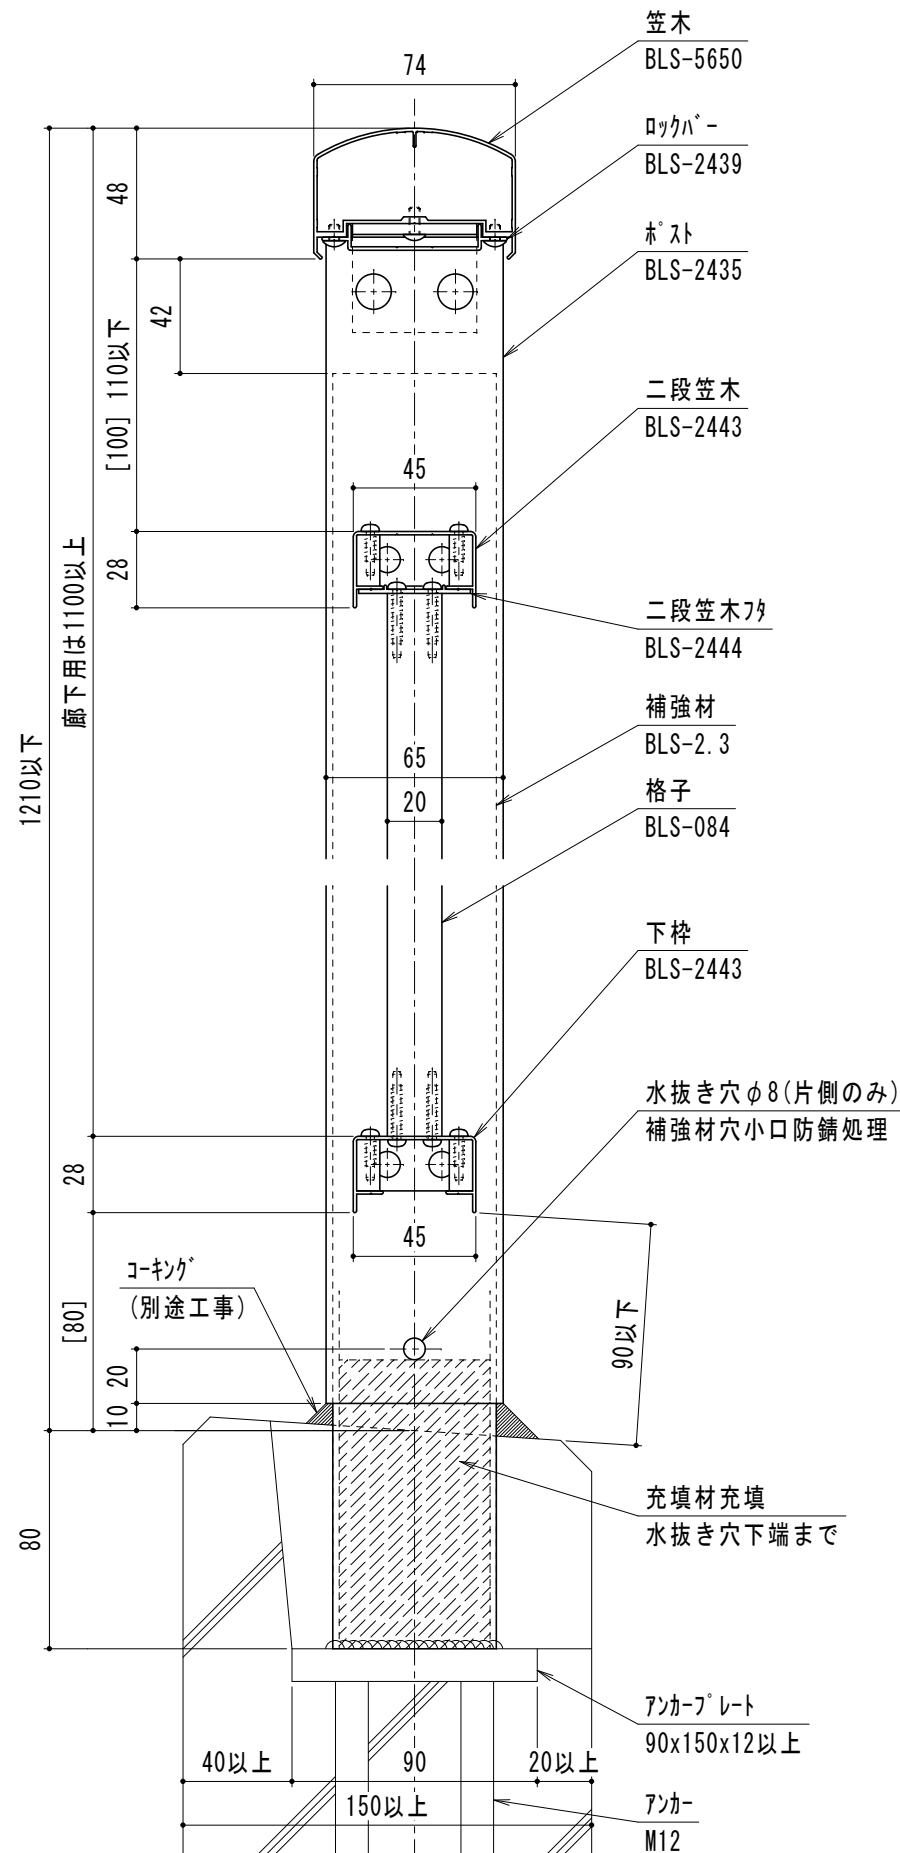 笠木
BLS-5650
74
ﾛｯｸﾊﾞｰ
BLS-2439
48
ﾎﾟｽﾄ
BLS-2435
42
[100] 110以下
二段笠木
BLS-2443
45
28
二段笠木ﾌﾀ
BLS-2444
廊下用は1100以上
1210以下
補強材
BLS-2.3
65
格子
BLS-084
20
下枠
BLS-2443
水抜き穴φ8(片側のみ)
補強材穴小口防錆処理
28
45
ｺｰｷﾝｸﾞ
(別途工事)
[80]
90以下
20
10
充填材充填
水抜き穴下端まで
80
ｱﾝｶｰﾌﾟﾚｰﾄ
90x150x12以上
40以上
90
20以上
150以上
ｱﾝｶｰ
M12